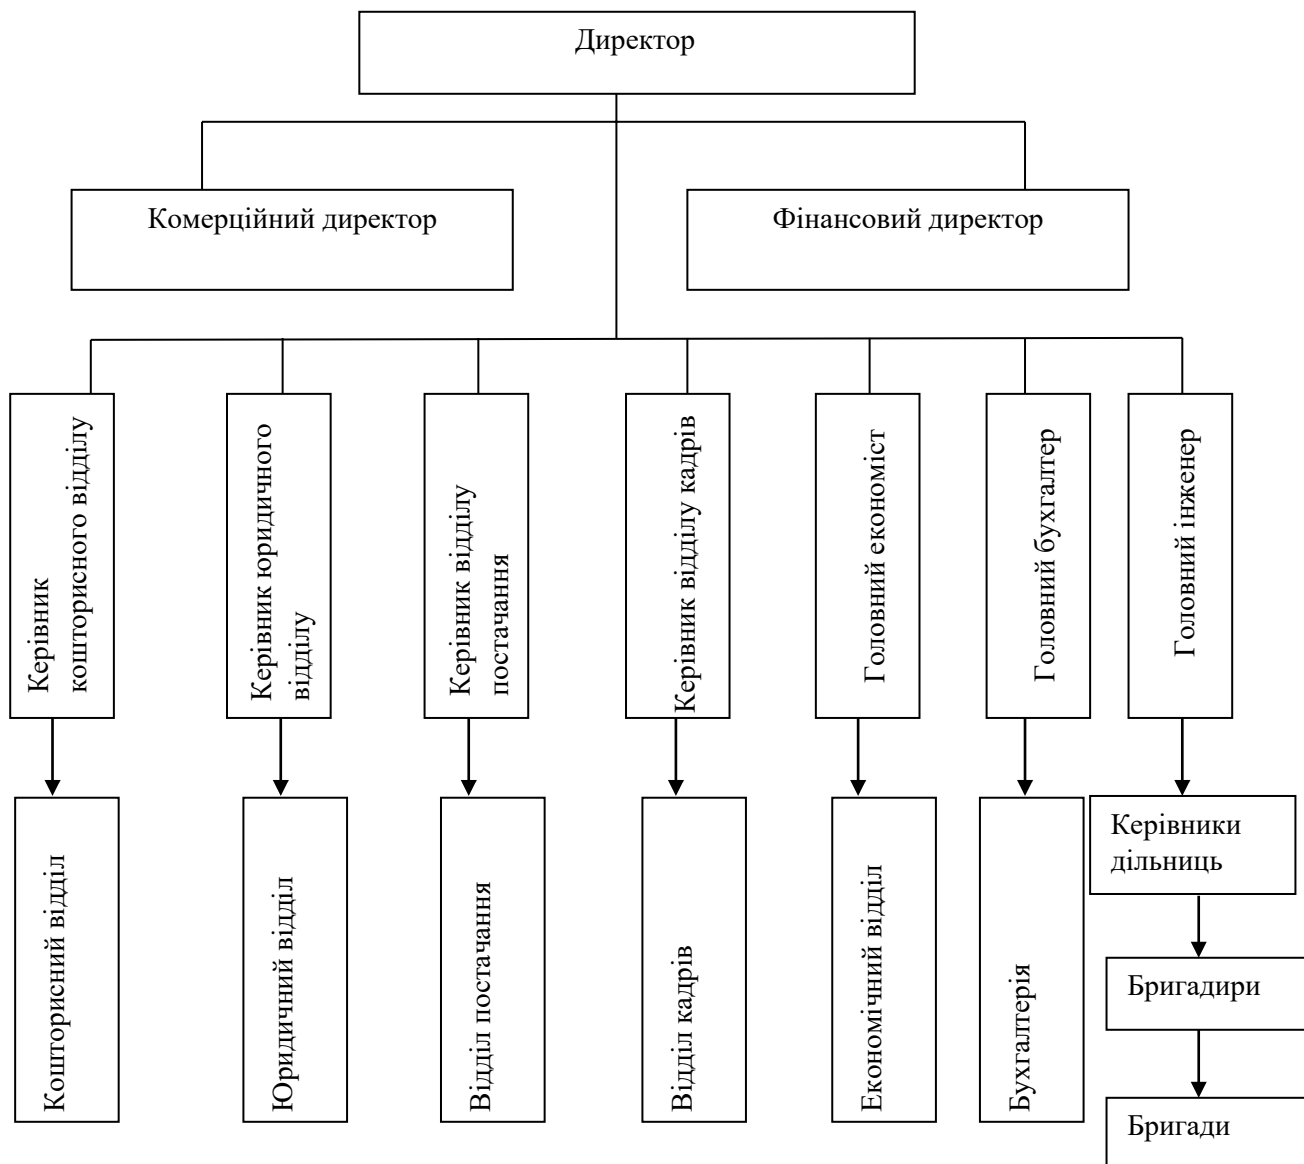 Директор
Комерційний директор
Фінансовий директор
Керівник
кошторисного відділу
Керівник юридичного
відділу
Керівник відділу
постачання
Керівник відділу кадрів
Головний економіст
Головний бухгалтер
Головний інженер
Кошторисний відділ
Юридичний відділ
Відділ постачання
Відділ кадрів
Економічний відділ
Бухгалтерія
Керівники
дільниць
Бригадири
Бригади